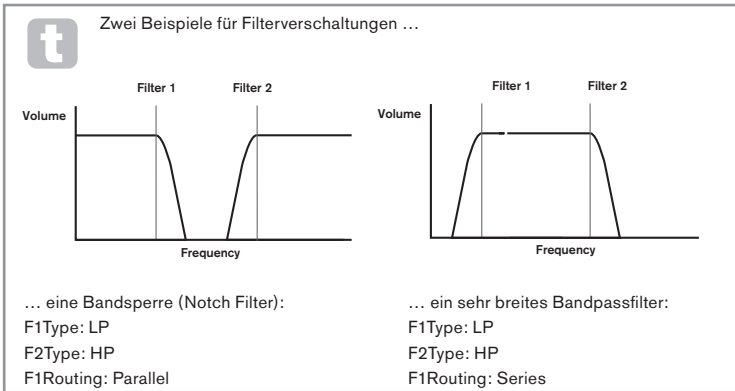 t
Zwei Beispiele für Filterverschaltungen …
Filter 1
Filter 2
Volume
Frequency
Filter 1
Filter 2
Volume
Frequency
… eine Bandsperre (Notch Filter):
F1Type: LP
F2Type: HP
F1Routing: Parallel
… ein sehr breites Bandpassfilter:
F1Type: LP
F2Type: HP
F1Routing: Series